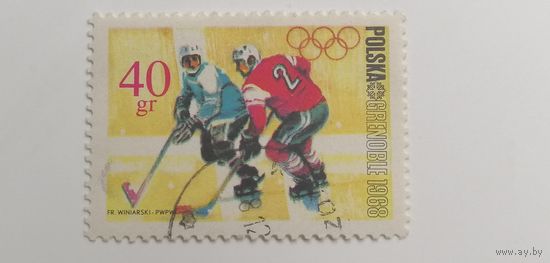 40
gr
2
POLSKA
GRENOBLE 1968
FR. WINIARSKI - PWPW
www.ay.by